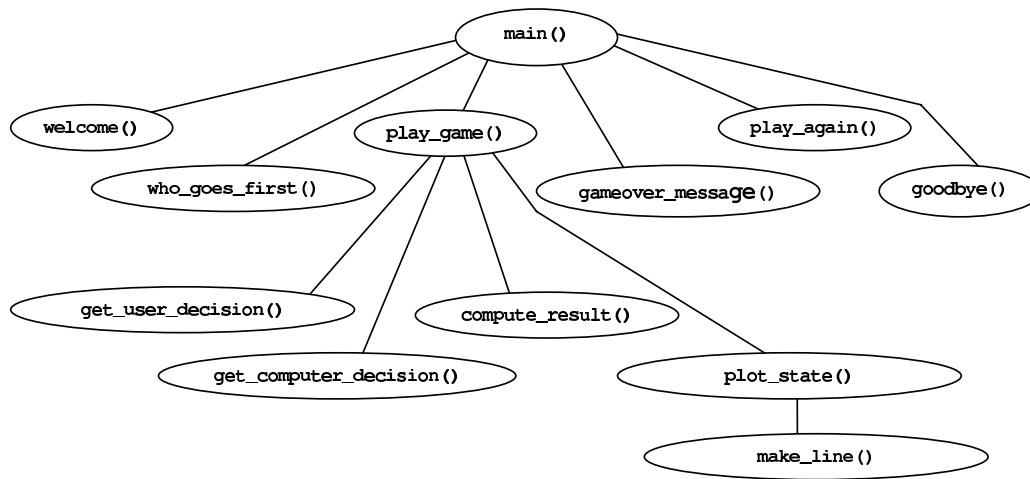 main()
welcome()
play_game()
play_again()
who_goes_first()
gameover_message()
goodbye()
get_user_decision()
compute_result()
get_computer_decision()
plot_state()
make_line()